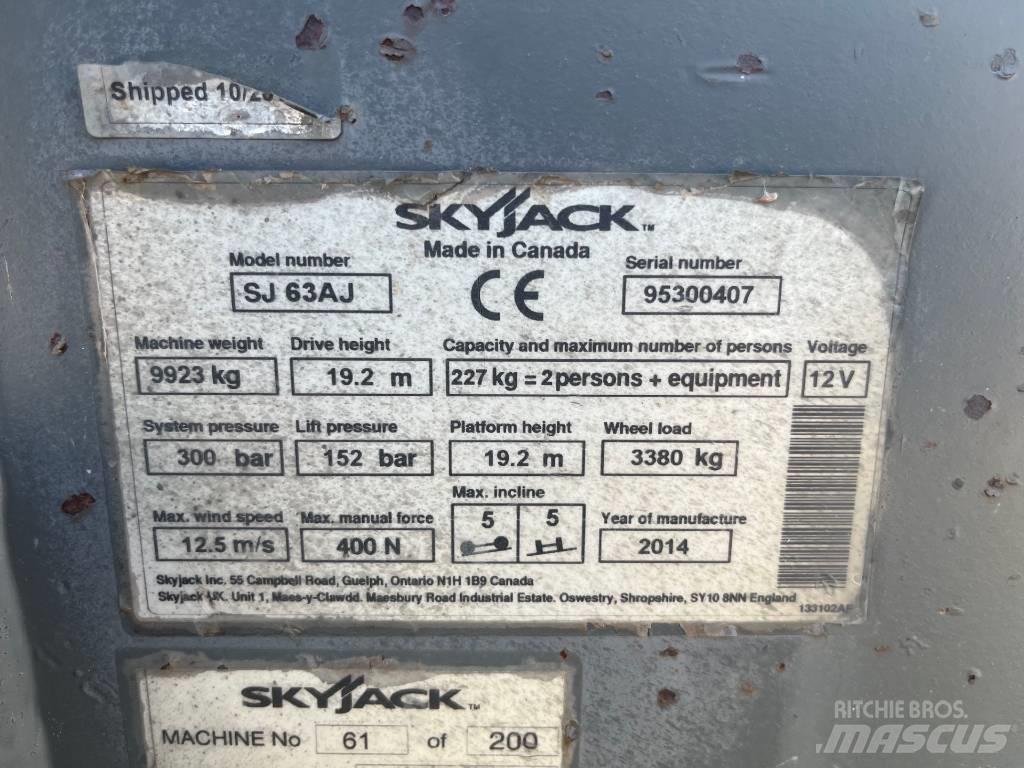 Shipped 10/20
SKYJACK™
Made in Canada
Model number
SJ 63AJ
CE
Serial number
95300407
Machine weight Drive height Capacity and maximum number of persons Voltage
9923 kg 19.2 m 227 kg = 2 persons + equipment 12 V
System pressure Lift pressure Platform height Wheel load
300 bar 152 bar 19.2 m 3380 kg
Max. incline
Max. wind speed Max. manual force 5 5 Year of manufacture
12.5 m/s 400 N 2014
Skyjack Inc. 55 Campbell Road, Guelph, Ontario N1H 1B9 Canada
Skyjack UK. Unit 1, Maes-y-Clawdd. Maesbury Road Industrial Estate. Oswestry, Shropshire, SY10 8NN England
133102AF
SKYJACK™
MACHINE No 61 of 200
RITCHIE BROS.
MASCUS